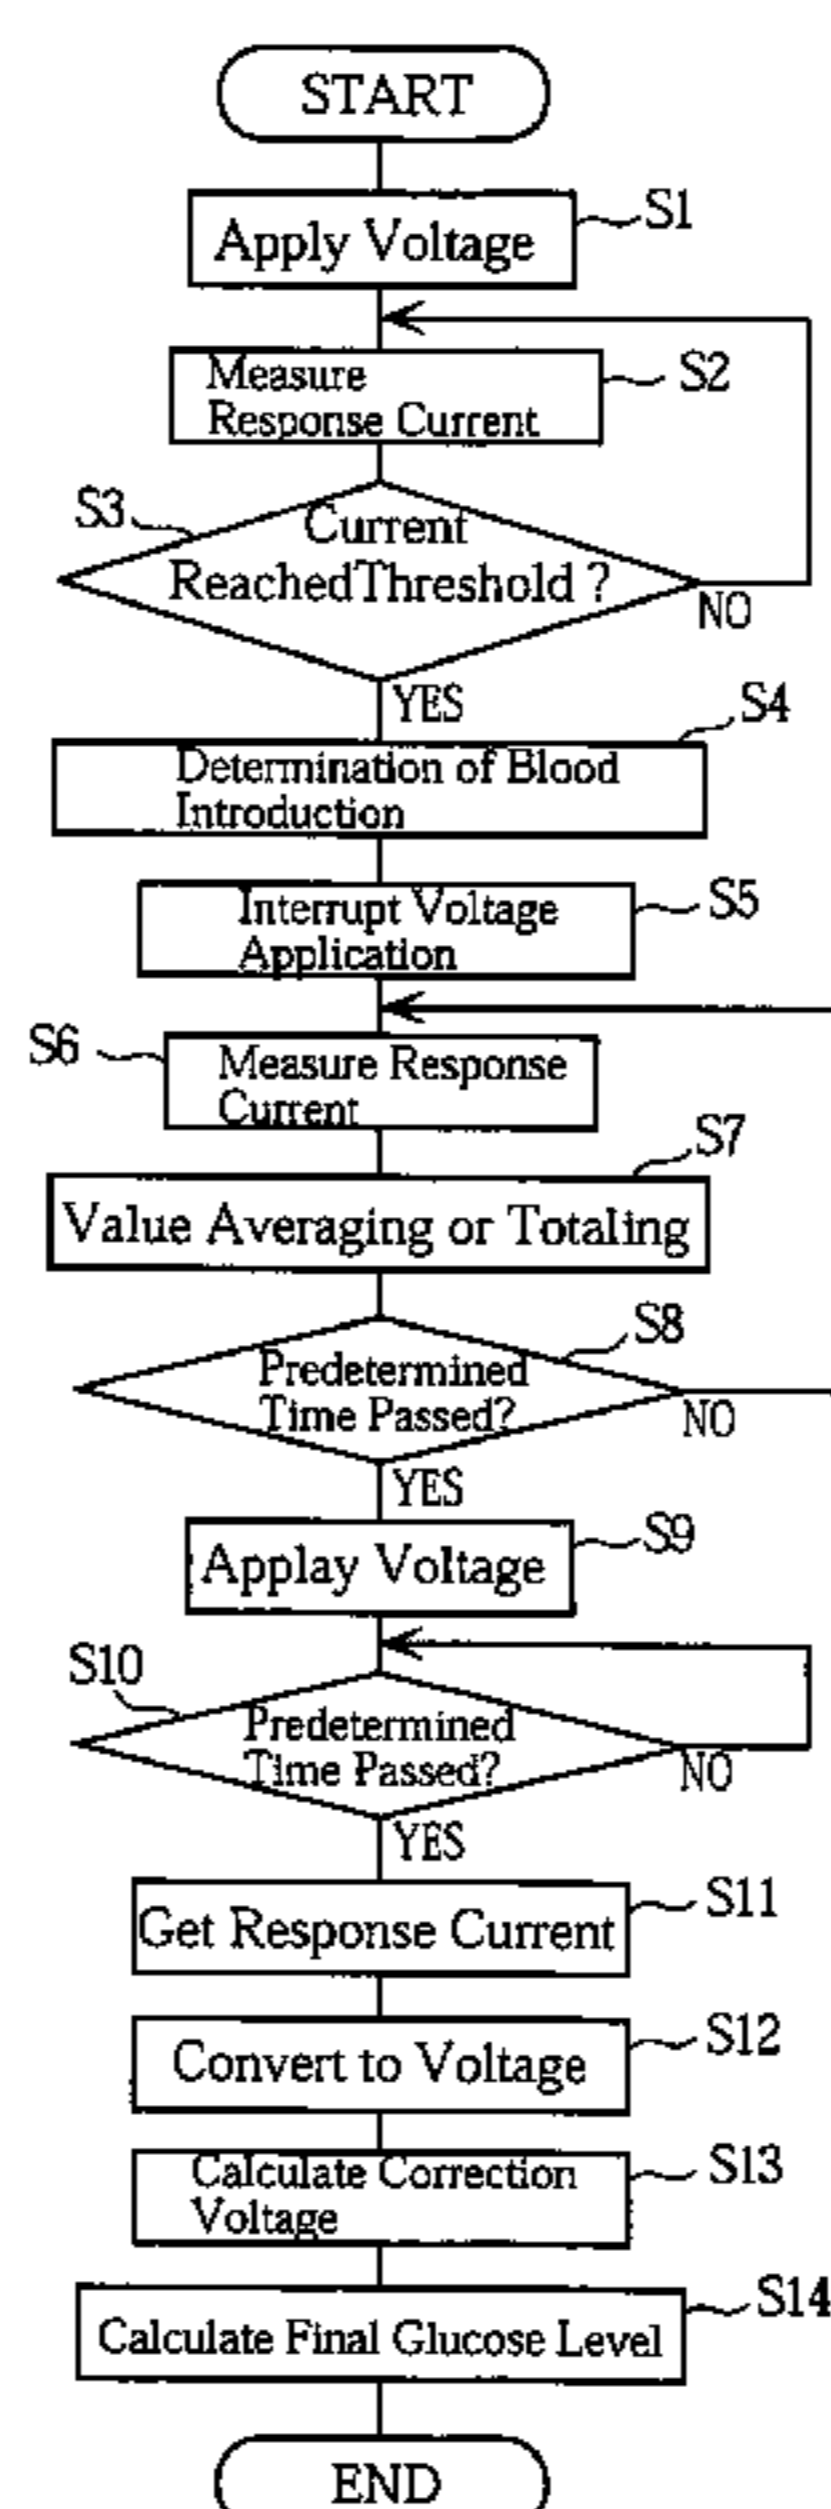 START
Apply Voltage
S1
Measure
Response Current
S2
S3
Current
ReachedThreshold ?
NO
YES
S4
Determination of Blood
Introduction
Interrupt Voltage
Application
S5
S6
Measure Response
Current
S7
Value Averaging or Totaling
S8
Predetermined
Time Passed?
NO
YES
Applay Voltage
S9
S10
Predetermined
Time Passed?
NO
YES
Get Response Current
S11
Convert to Voltage
S12
Calculate Correction
Voltage
S13
Calculate Final Glucose Level
S14
END